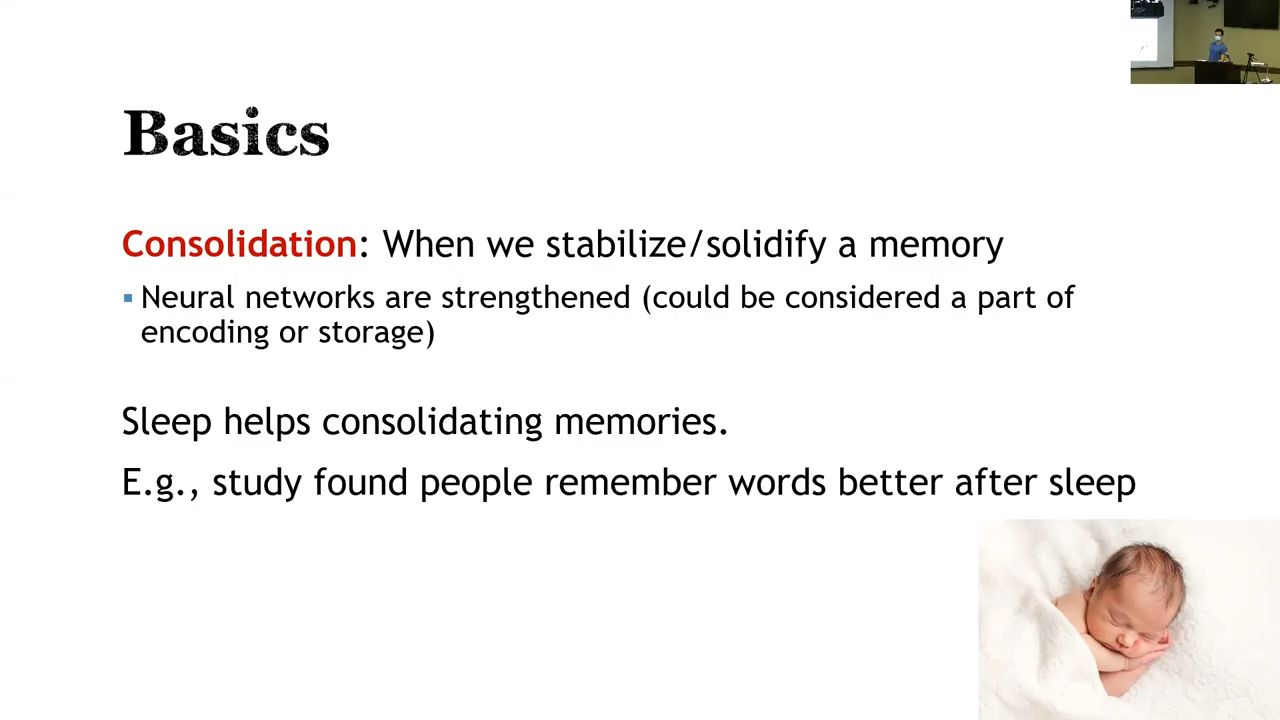 Basics
Consolidation: When we stabilize/solidify a memory
▪ Neural networks are strengthened (could be considered a part of
encoding or storage)
Sleep helps consolidating memories.
E.g., study found people remember words better after sleep